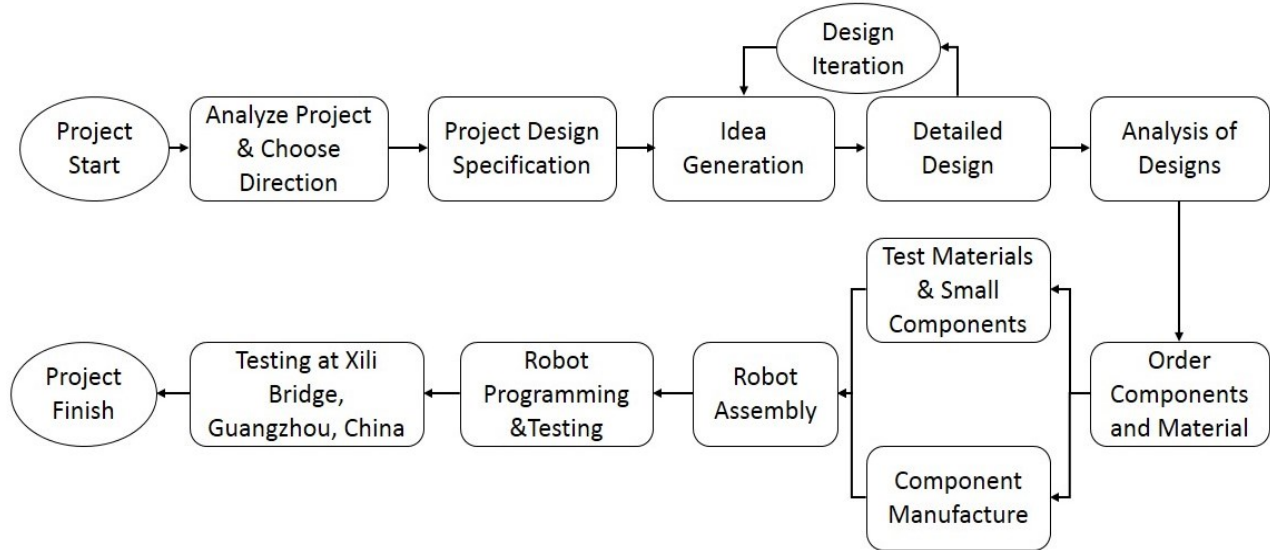 Design
Iteration
Project
Start
Analyze Project
& Choose
Direction
Project Design
Specification
Idea
Generation
Detailed
Design
Analysis of
Designs
Order
Components
and Material
Test Materials
& Small
Components
Component
Manufacture
Robot
Assembly
Robot
Programming
&Testing
Testing at Xili
Bridge,
Guangzhou, China
Project
Finish